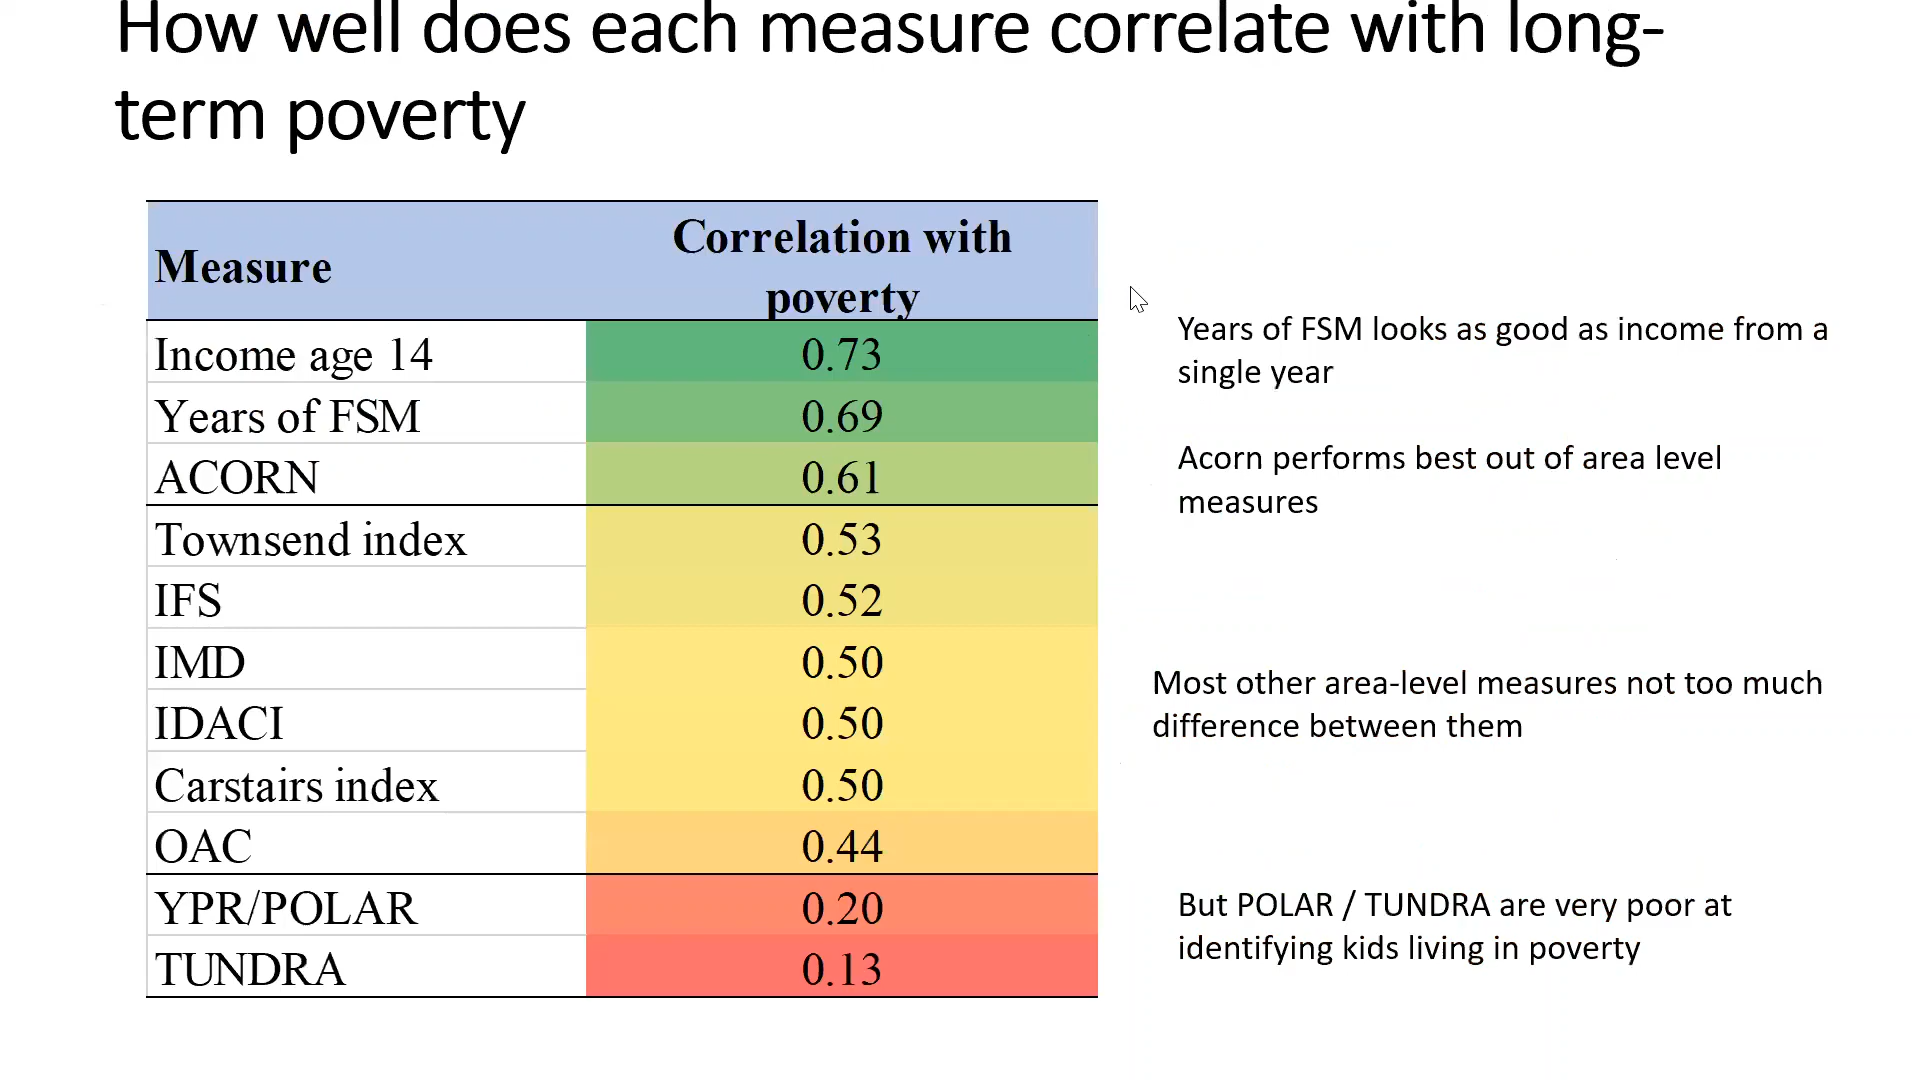 How well does each measure correlate with long-
term poverty
Measure
Correlation with
poverty
Income age 14 0.73
Years of FSM 0.69
ACORN 0.61
Townsend index 0.53
IFS 0.52
IMD 0.50
IDACI 0.50
Carstairs index 0.50
OAC 0.44
YPR/POLAR 0.20
TUNDRA 0.13
Years of FSM looks as good as income from a
single year
Acorn performs best out of area level
measures
Most other area-level measures not too much
difference between them
But POLAR / TUNDRA are very poor at
identifying kids living in poverty